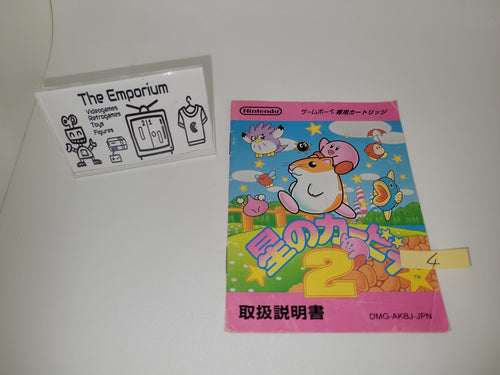 The Emporium
Videogames
Retrogames
Toys
Figures
Nintendo
ゲームボーイ専用カートリッジ
星のカービィ
2
4
TM
取扱説明書
DMG-AKBJ-JPN